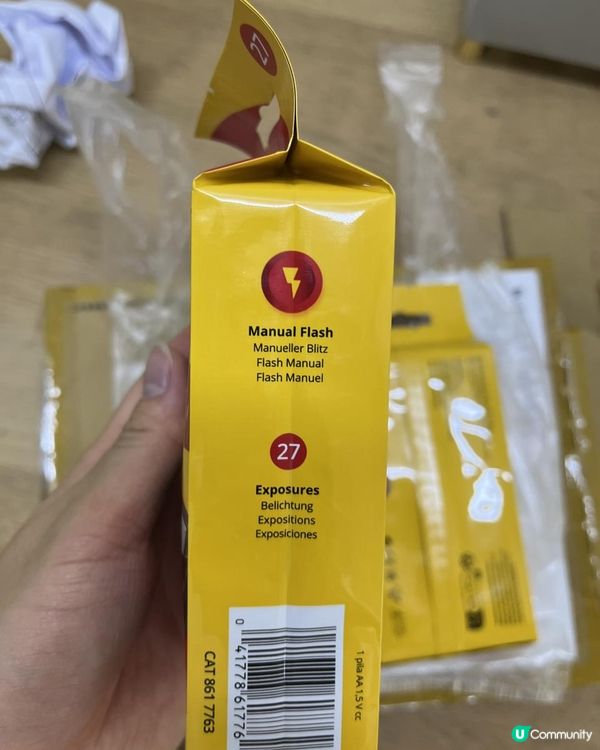 27
Manual Flash
Manueller Blitz
Flash Manual
Flash Manuel
27
Exposures
Belichtung
Expositions
Exposiciones
CAT 861 7763
0 41778 61776
1 pila AA 1,5 V cc
U Community